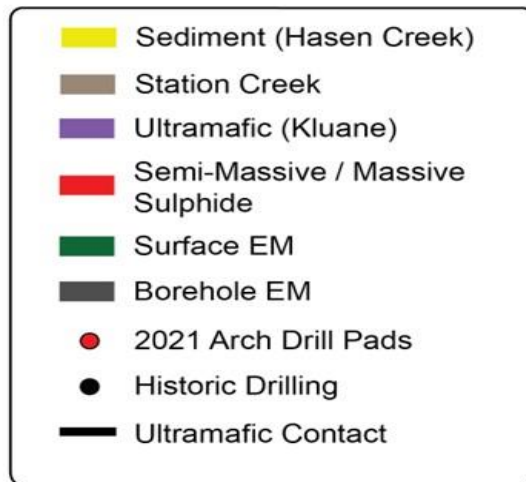 Sediment (Hasen Creek)
Station Creek
Ultramafic (Kluane)
Semi-Massive / Massive
Sulphide
Surface EM
Borehole EM
2021 Arch Drill Pads
Historic Drilling
Ultramafic Contact